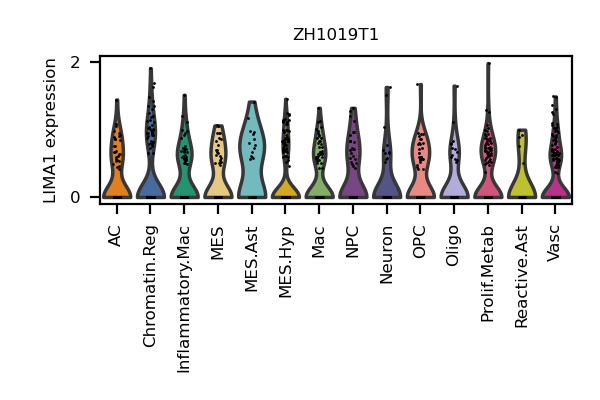 ZH1019T1
LIMA1 expression
2
0
AC
Chromatin.Reg
Inflammatory.Mac
MES
MES.Ast
MES.Hyp
Mac
NPC
Neuron
OPC
Oligo
Prolif.Metab
Reactive.Ast
Vasc